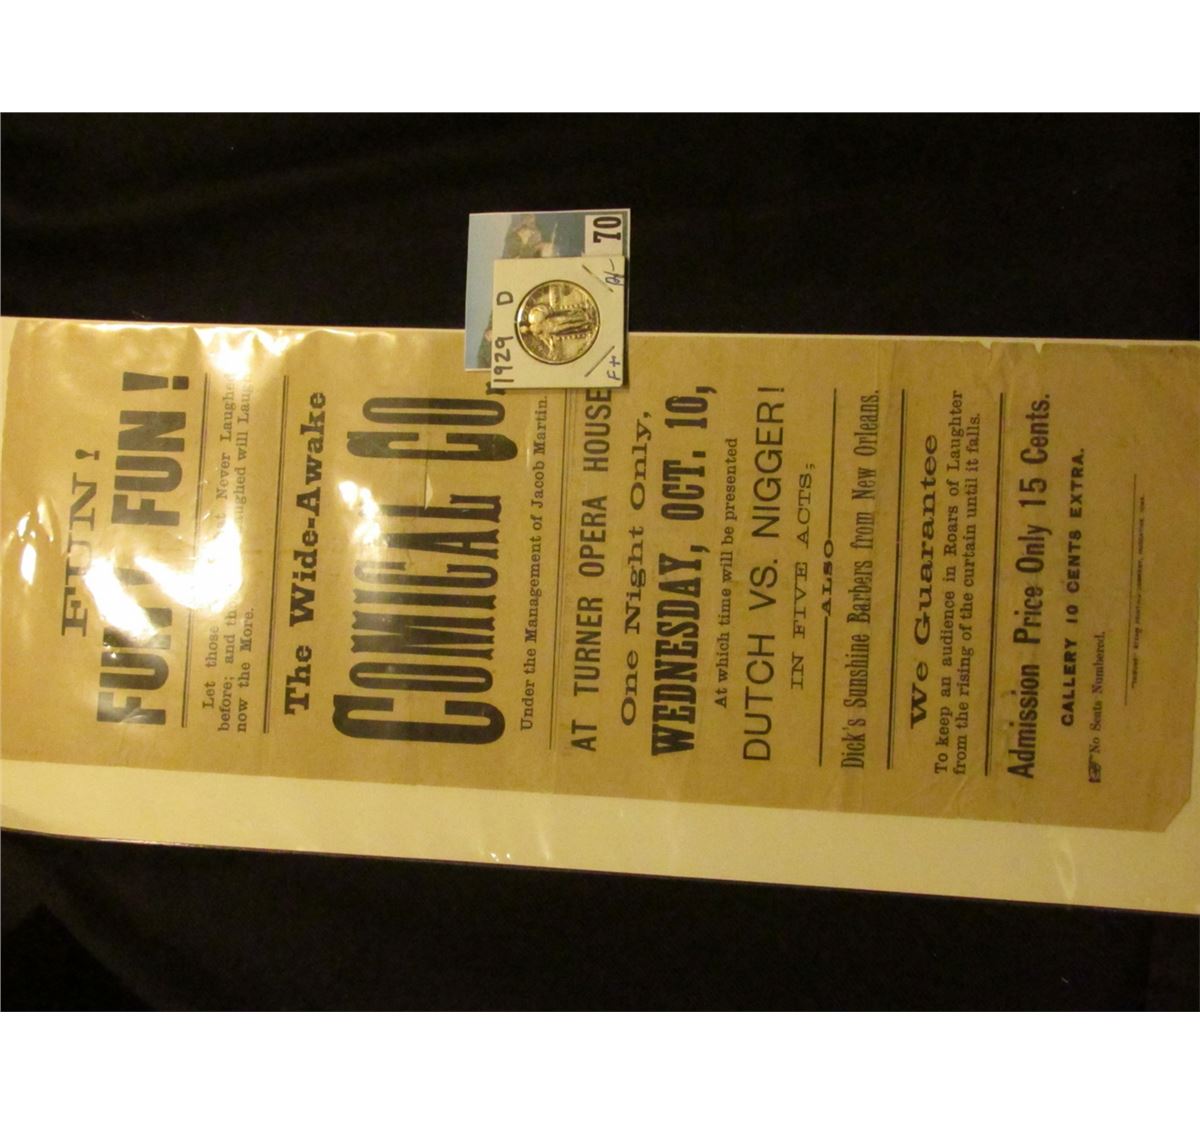 FUN!
FUN! FUN!
Let those Never Laughed
before; and laughed will Laugh
now the More.
The Wide-Awake
COMICAL CO
Under the Management of Jacob Martin.
AT TURNER OPERA HOUSE
One Night Only,
WEDNESDAY, OCT. 10,
At which time will be presented
DUTCH VS. NIGGER!
IN FIVE ACTS;
ALSO
Dick's Sunshine Barbers from New Orleans.
We Guarantee
To keep an audience in Roars of Laughter
from the rising of the curtain until it falls.
Admission Price Only 15 Cents.
GALLERY 10 CENTS EXTRA.
☞ No Seats Numbered.
70
1929 D
F+